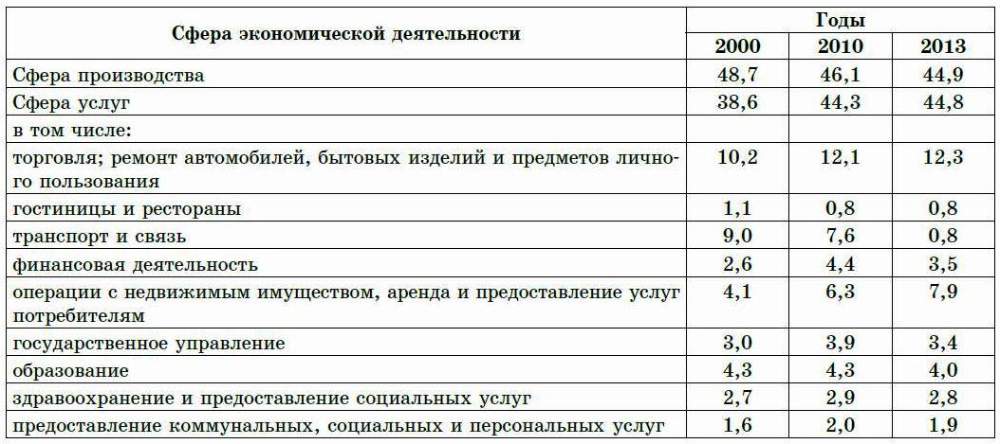 Сфера экономической деятельности Годы
2000 2010 2013
Сфера производства 48,7 46,1 44,9
Сфера услуг 38,6 44,3 44,8
в том числе:
торговля; ремонт автомобилей, бытовых изделий и предметов лично- 10,2 12,1 12,3
го пользования
гостиницы и рестораны 1,1 0,8 0,8
транспорт и связь 9,0 7,6 0,8
финансовая деятельность 2,6 4,4 3,5
операции с недвижимым имуществом, аренда и предоставление услуг 4,1 6,3 7,9
потребителям
государственное управление 3,0 3,9 3,4
образование 4,3 4,3 4,0
здравоохранение и предоставление социальных услуг 2,7 2,9 2,8
предоставление коммунальных, социальных и персональных услуг 1,6 2,0 1,9